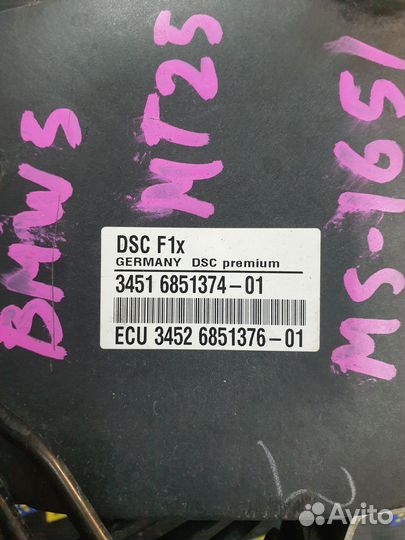 BMW 5
MT25
MS-1651
DSC F1x
GERMANY DSC premium
3451 6851374-01
ECU 3452 6851376-01
Avito